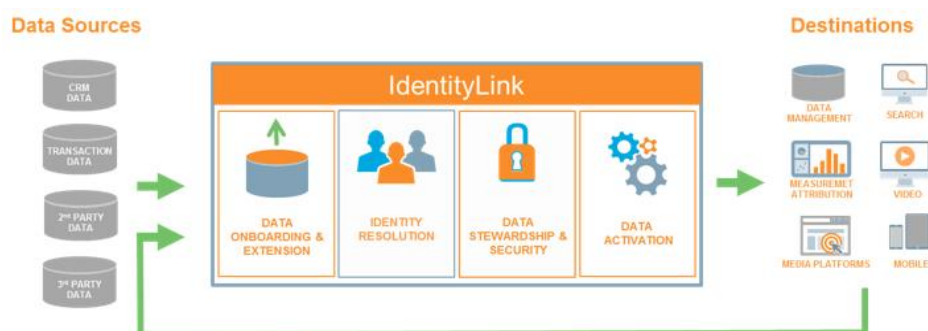 Data Sources
Destinations
CRM
DATA
TRANSACTION
DATA
2nd PARTY
DATA
3rd PARTY
DATA
IdentityLink
DATA
ONBOARDING &
EXTENSION
IDENTITY
RESOLUTION
DATA
STEWARDSHIP &
SECURITY
DATA
ACTIVATION
DATA
MANAGEMENT
SEARCH
MEASUREMET
ATTRIBUTION
VIDEO
MEDIA PLATFORMS
MOBILE